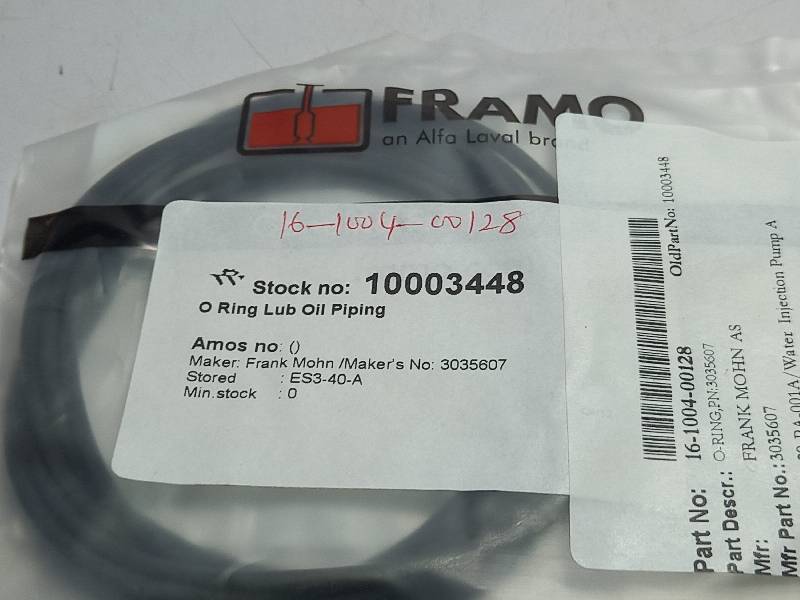 FRAMO
an Alfa Laval
16-1004-00128
Stock no: 10003448
O Ring Lub Oil Piping
Amos no: ()
Maker: Frank Mohn /Maker's No: 3035607
Stored : ES3-40-A
Min.stock : 0
OldPartNo: 10003448
Part No: 16-1004-00128
Part Descr.: O-RING,PN:3035607
Mfr: FRANK MOHN AS
Mfr Part No.: 3035607
PA-001A/Water Injection Pump A